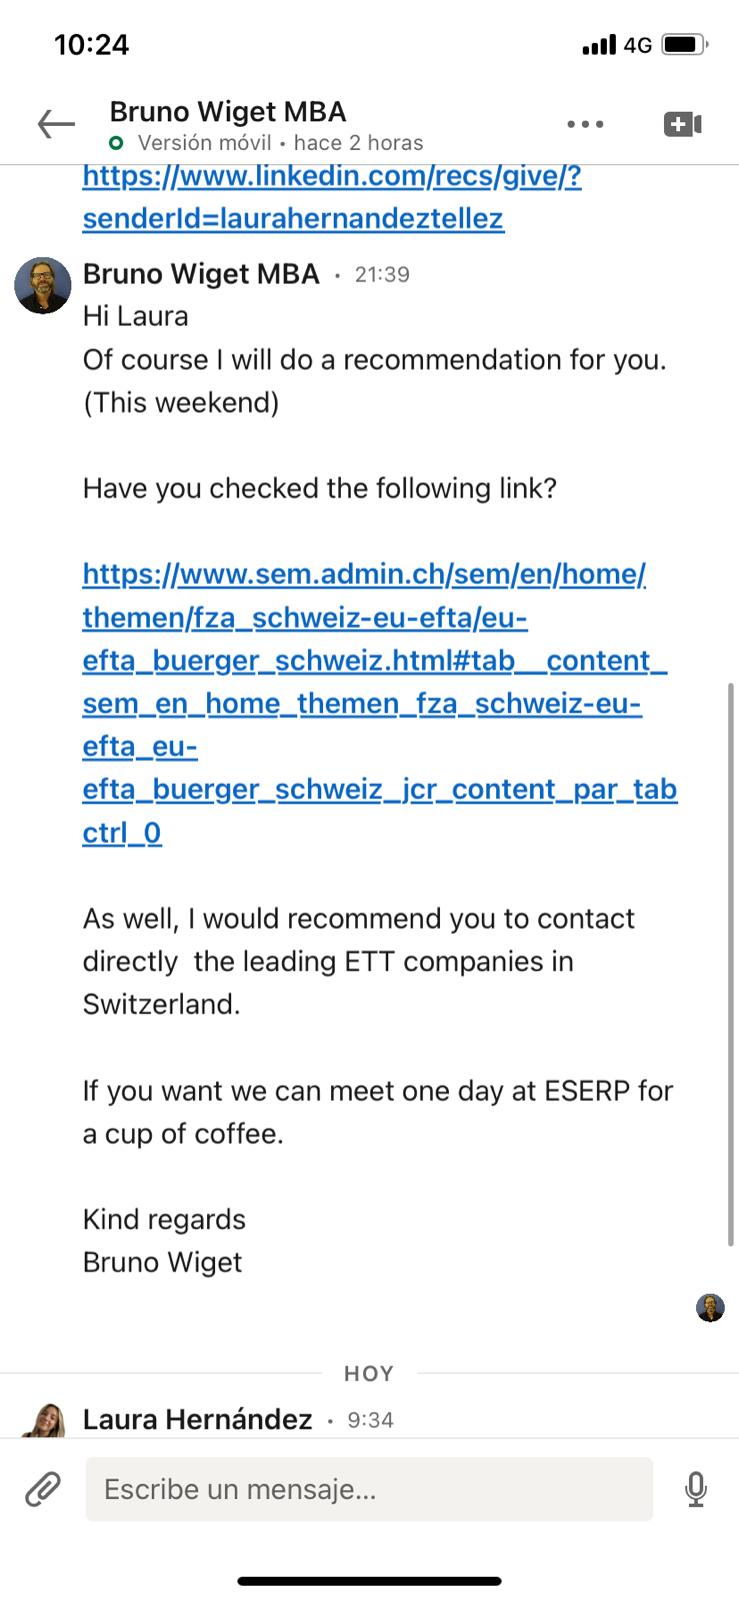 10:24
4G
Bruno Wiget MBA
Versión móvil • hace 2 horas
https://www.linkedin.com/recs/give/?
senderId=laurahernandeztellez
Bruno Wiget MBA • 21:39
Hi Laura
Of course I will do a recommendation for you.
(This weekend)
Have you checked the following link?
https://www.sem.admin.ch/sem/en/home/
themen/fza_schweiz-eu-efta/eu-
efta_buerger_schweiz.html#tab__content_
sem_en_home_themen_fza_schweiz-eu-
efta_eu-
efta_buerger_schweiz_jcr_content_par_tab
ctrl_0
As well, I would recommend you to contact
directly  the leading ETT companies in
Switzerland.
If you want we can meet one day at ESERP for
a cup of coffee.
Kind regards
Bruno Wiget
HOY
Laura Hernández • 9:34
Escribe un mensaje...